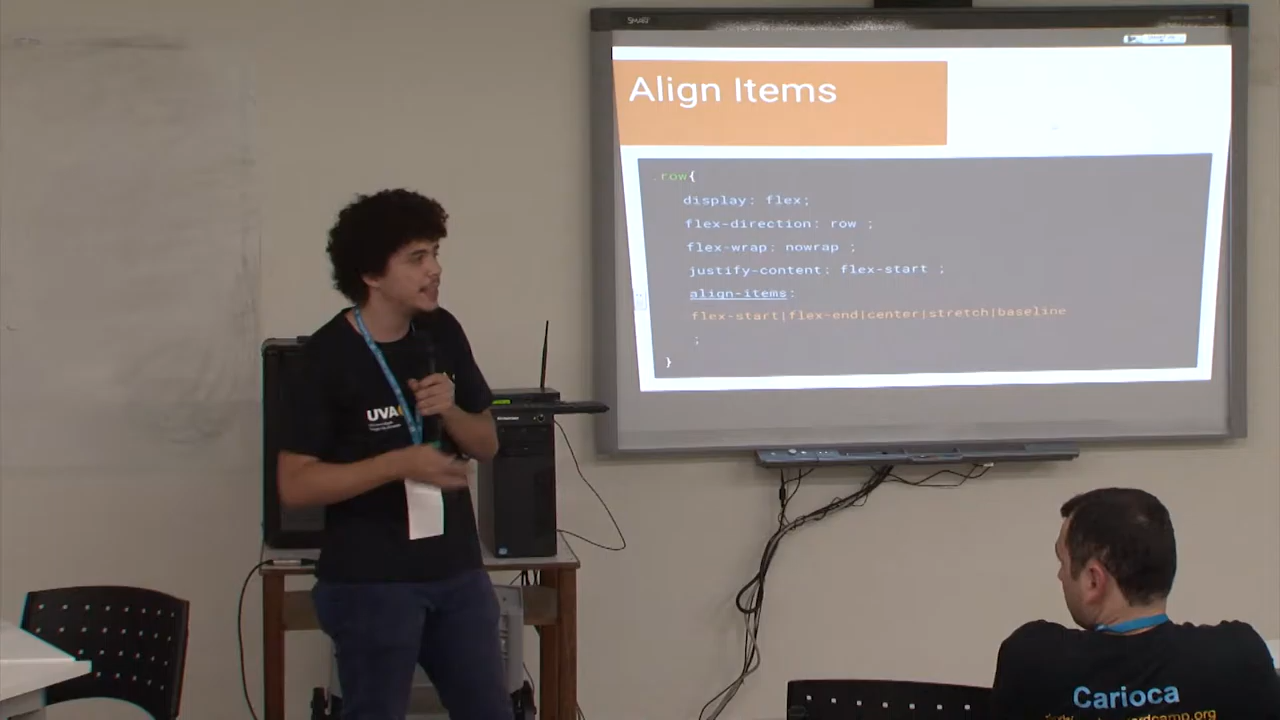 SMART
Align Items
.row{
display: flex;
flex-direction: row ;
flex-wrap: nowrap ;
justify-content: flex-start ;
align-items:
flex-start|flex-end|center|stretch|baseline
;
}
UVA
Carioca